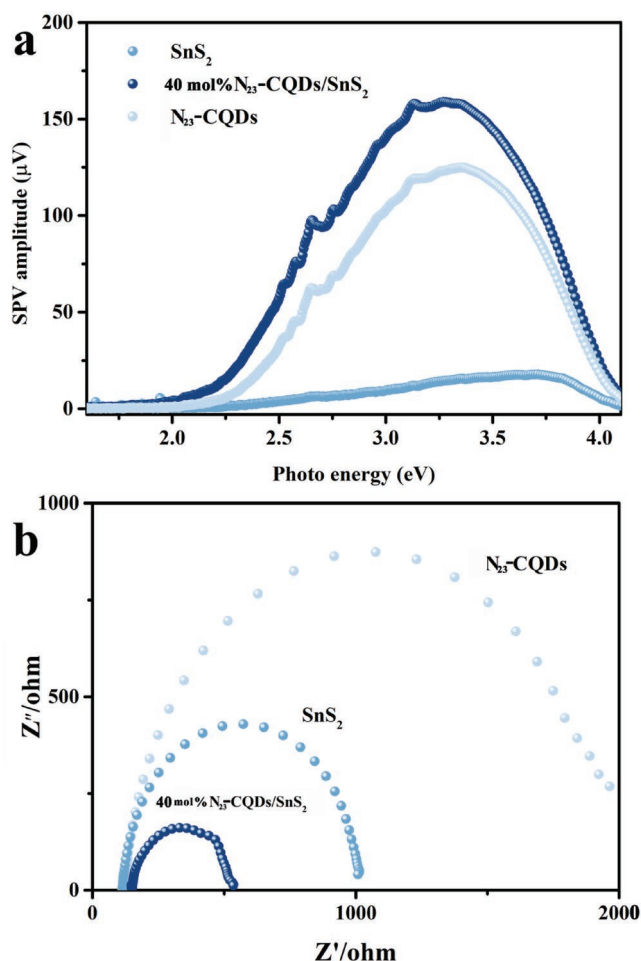 a
SnS₂
40 mol%N₂₃-CQDs/SnS₂
N₂₃-CQDs
200
150
100
50
0
SPV amplitude (μV)
2.0 2.5 3.0 3.5 4.0
Photo energy (eV)
b
1000
500
0
Z″/ohm
N₂₃-CQDs
SnS₂
40 mol%N₂₃-CQDs/SnS₂
0 1000 2000
Z'/ohm